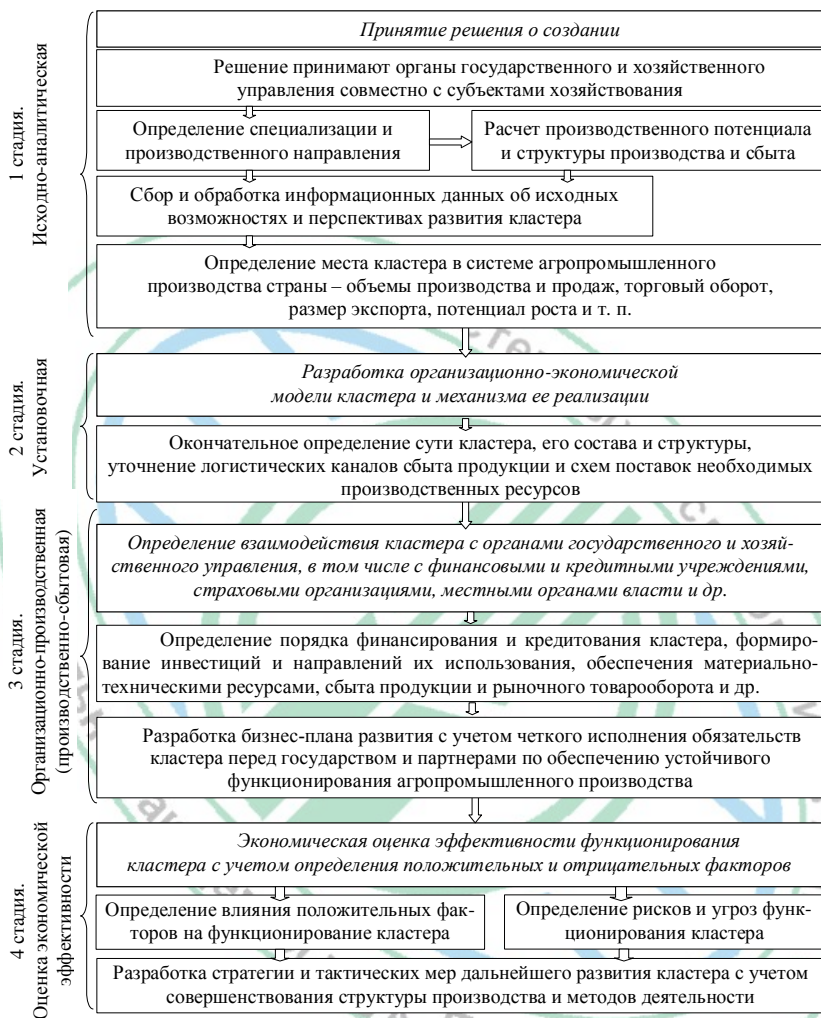 1 стадия.
Исходно-аналитическая
Принятие решения о создании
Решение принимают органы государственного и хозяйственного
управления совместно с субъектами хозяйствования
Определение специализации и
производственного направления
Расчет производственного потенциала
и структуры производства и сбыта
Сбор и обработка информационных данных об исходных
возможностях и перспективах развития кластера
Определение места кластера в системе агропромышленного
производства страны – объемы производства и продаж, торговый оборот,
размер экспорта, потенциал роста и т. п.
2 стадия.
Установочная
Разработка организационно-экономической
модели кластера и механизма ее реализации
Окончательное определение сути кластера, его состава и структуры,
уточнение логистических каналов сбыта продукции и схем поставок необходимых
производственных ресурсов
3 стадия.
Организационно-производственная
(производственно-сбытовая)
Определение взаимодействия кластера с органами государственного и хозяй-
ственного управления, в том числе с финансовыми и кредитными учреждениями,
страховыми организациями, местными органами власти и др.
Определение порядка финансирования и кредитования кластера, формиро-
вание инвестиций и направлений их использования, обеспечения материально-
техническими ресурсами, сбыта продукции и рыночного товарооборота и др.
Разработка бизнес-плана развития с учетом четкого исполнения обязательств
кластера перед государством и партнерами по обеспечению устойчивого
функционирования агропромышленного производства
4 стадия.
Оценка экономической
эффективности
Экономическая оценка эффективности функционирования
кластера с учетом определения положительных и отрицательных факторов
Определение влияния положительных фак-
торов на функционирование кластера
Определение рисков и угроз функ-
ционирования кластера
Разработка стратегии и тактических мер дальнейшего развития кластера с учетом
совершенствования структуры производства и методов деятельности